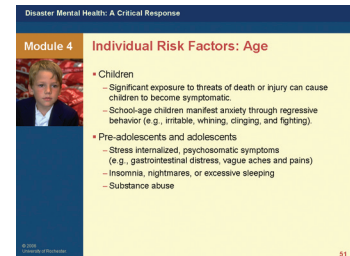 Disaster Mental Health: A Critical Response
Module 4
Individual Risk Factors: Age
• Children
– Significant exposure to threats of death or injury can cause
children to become symptomatic.
– School-age children manifest anxiety through regressive
behavior (e.g., irritable, whining, clinging, and fighting).
• Pre-adolescents and adolescents
– Stress internalized, psychosomatic symptoms
(e.g., gastrointestinal distress, vague aches and pains)
– Insomnia, nightmares, or excessive sleeping
– Substance abuse
University of Rochester
51